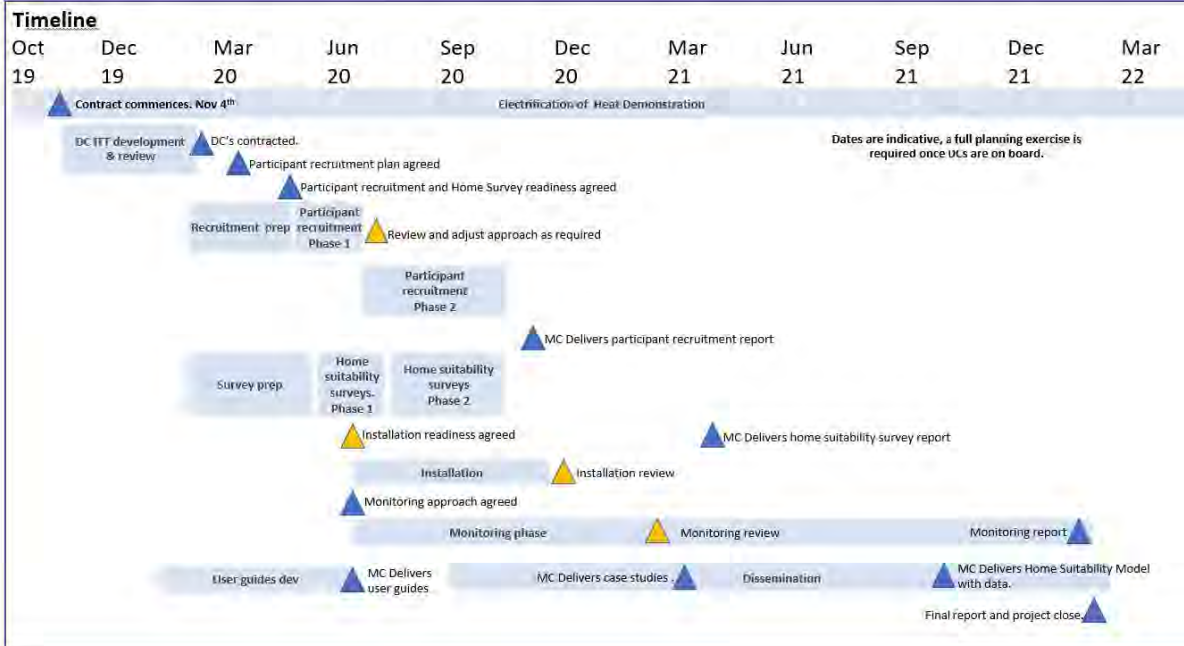 Timeline
Oct Dec Mar Jun Sep Dec Mar Jun Sep Dec Mar
19 19 20 20 20 20 21 21 21 21 22
Contract commences. Nov 4th
Electrification of Heat Demonstration
DC ITT development
& review
DC's contracted.
Dates are indicative, a full planning exercise is
required once DCs are on board.
Participant recruitment plan agreed
Participant recruitment and Home Survey readiness agreed
Recruitment prep
Participant
recruitment
Phase 1
Review and adjust approach as required
Participant
recruitment
Phase 2
MC Delivers participant recruitment report
Survey prep
Home
suitability
surveys.
Phase 1
Home suitability
surveys
Phase 2
Installation readiness agreed
MC Delivers home suitability survey report
Installation
Installation review
Monitoring approach agreed
Monitoring phase
Monitoring review
Monitoring report
User guides dev
MC Delivers
user guides
MC Delivers case studies .
Dissemination
MC Delivers Home Suitability Model
with data.
Final report and project close.